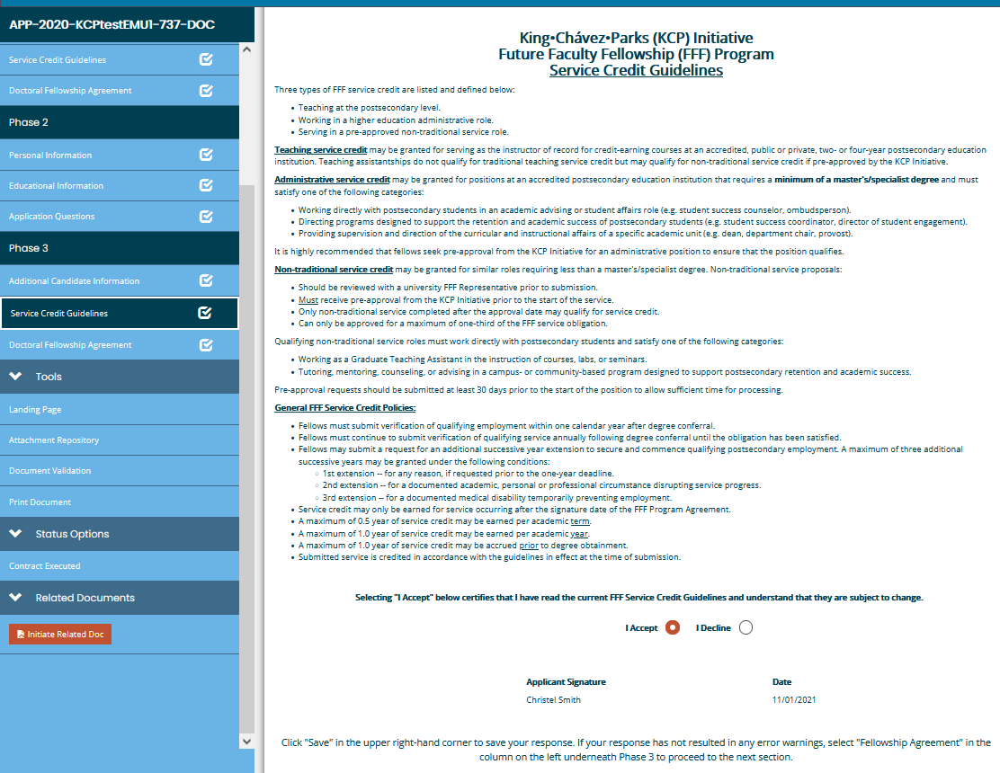 APP-2020-KCPtestEMU1-737-DOC
Service Credit Guidelines
Doctoral Fellowship Agreement
Phase 2
Personal Information
Educational Information
Application Questions
Phase 3
Additional Candidate Information
Service Credit Guidelines
Doctoral Fellowship Agreement
Tools
Landing Page
Attachment Repository
Document Validation
Print Document
Status Options
Contract Executed
Related Documents
Initiate Related Doc
King•Chávez•Parks (KCP) Initiative
Future Faculty Fellowship (FFF) Program
Service Credit Guidelines
Three types of FFF service credit are listed and defined below:
• Teaching at the postsecondary level.
• Working in a higher education administrative role.
• Serving in a pre-approved non-traditional service role.
Teaching service credit may be granted for serving as the instructor of record for credit-earning courses at an accredited, public or private, two- or four-year postsecondary education
institution. Teaching assistantships do not qualify for traditional teaching service credit but may qualify for non-traditional service credit if pre-approved by the KCP Initiative.
Administrative service credit may be granted for positions at an accredited postsecondary education institution that requires a minimum of a master's/specialist degree and must
satisfy one of the following categories:
• Working directly with postsecondary students in an academic advising or student affairs role (e.g. student success counselor, ombudsperson).
• Directing programs designed to support the retention and academic success of postsecondary students (e.g. student success coordinator, director of student engagement).
• Providing supervision and direction of the curricular and instructional affairs of a specific academic unit (e.g. dean, department chair, provost).
It is highly recommended that fellows seek pre-approval from the KCP Initiative for an administrative position to ensure that the position qualifies.
Non-traditional service credit may be granted for similar roles requiring less than a master's/specialist degree. Non-traditional service proposals:
• Should be reviewed with a university FFF Representative prior to submission.
• Must receive pre-approval from the KCP Initiative prior to the start of the service.
• Only non-traditional service completed after the approval date may qualify for service credit.
• Can only be approved for a maximum of one-third of the FFF service obligation.
Qualifying non-traditional service roles must work directly with postsecondary students and satisfy one of the following categories:
• Working as a Graduate Teaching Assistant in the instruction of courses, labs, or seminars.
• Tutoring, mentoring, counseling, or advising in a campus- or community-based program designed to support postsecondary retention and academic success.
Pre-approval requests should be submitted at least 30 days prior to the start of the position to allow sufficient time for processing.
General FFF Service Credit Policies:
• Fellows must submit verification of qualifying employment within one calendar year after degree conferral.
• Fellows must continue to submit verification of qualifying service annually following degree conferral until the obligation has been satisfied.
• Fellows may submit a request for an additional successive year extension to secure and commence qualifying postsecondary employment. A maximum of three additional
successive years may be granted under the following conditions:
◦ 1st extension -- for any reason, if requested prior to the one-year deadline.
◦ 2nd extension -- for a documented academic, personal or professional circumstance disrupting service progress.
◦ 3rd extension -- for a documented medical disability temporarily preventing employment.
• Service credit may only be earned for service occurring after the signature date of the FFF Program Agreement.
• A maximum of 0.5 year of service credit may be earned per academic term.
• A maximum of 1.0 year of service credit may be earned per academic year.
• A maximum of 1.0 year of service credit may be accrued prior to degree obtainment.
• Submitted service is credited in accordance with the guidelines in effect at the time of submission.
Selecting "I Accept" below certifies that I have read the current FFF Service Credit Guidelines and understand that they are subject to change.
I Accept I Decline
Applicant Signature Date
Christel Smith 11/01/2021
Click "Save" in the upper right-hand corner to save your response. If your response has not resulted in any error warnings, select "Fellowship Agreement" in the
column on the left underneath Phase 3 to proceed to the next section.